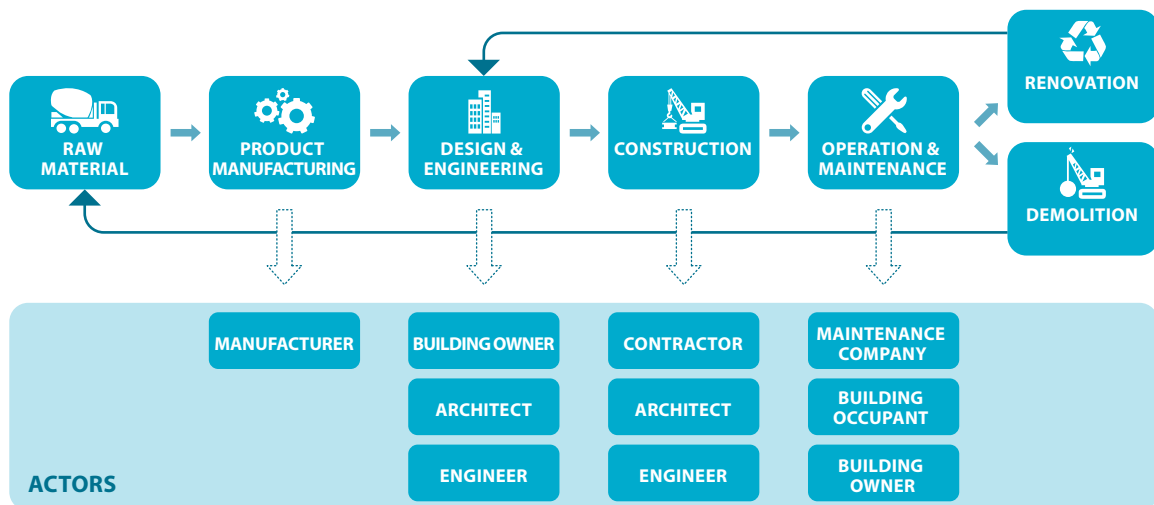 RENOVATION
RAW
MATERIAL
PRODUCT
MANUFACTURING
DESIGN &
ENGINEERING
CONSTRUCTION
OPERATION &
MAINTENANCE
DEMOLITION
MANUFACTURER
BUILDING OWNER
CONTRACTOR
MAINTENANCE
COMPANY
ARCHITECT
ARCHITECT
BUILDING
OCCUPANT
ENGINEER
ENGINEER
BUILDING
OWNER
ACTORS